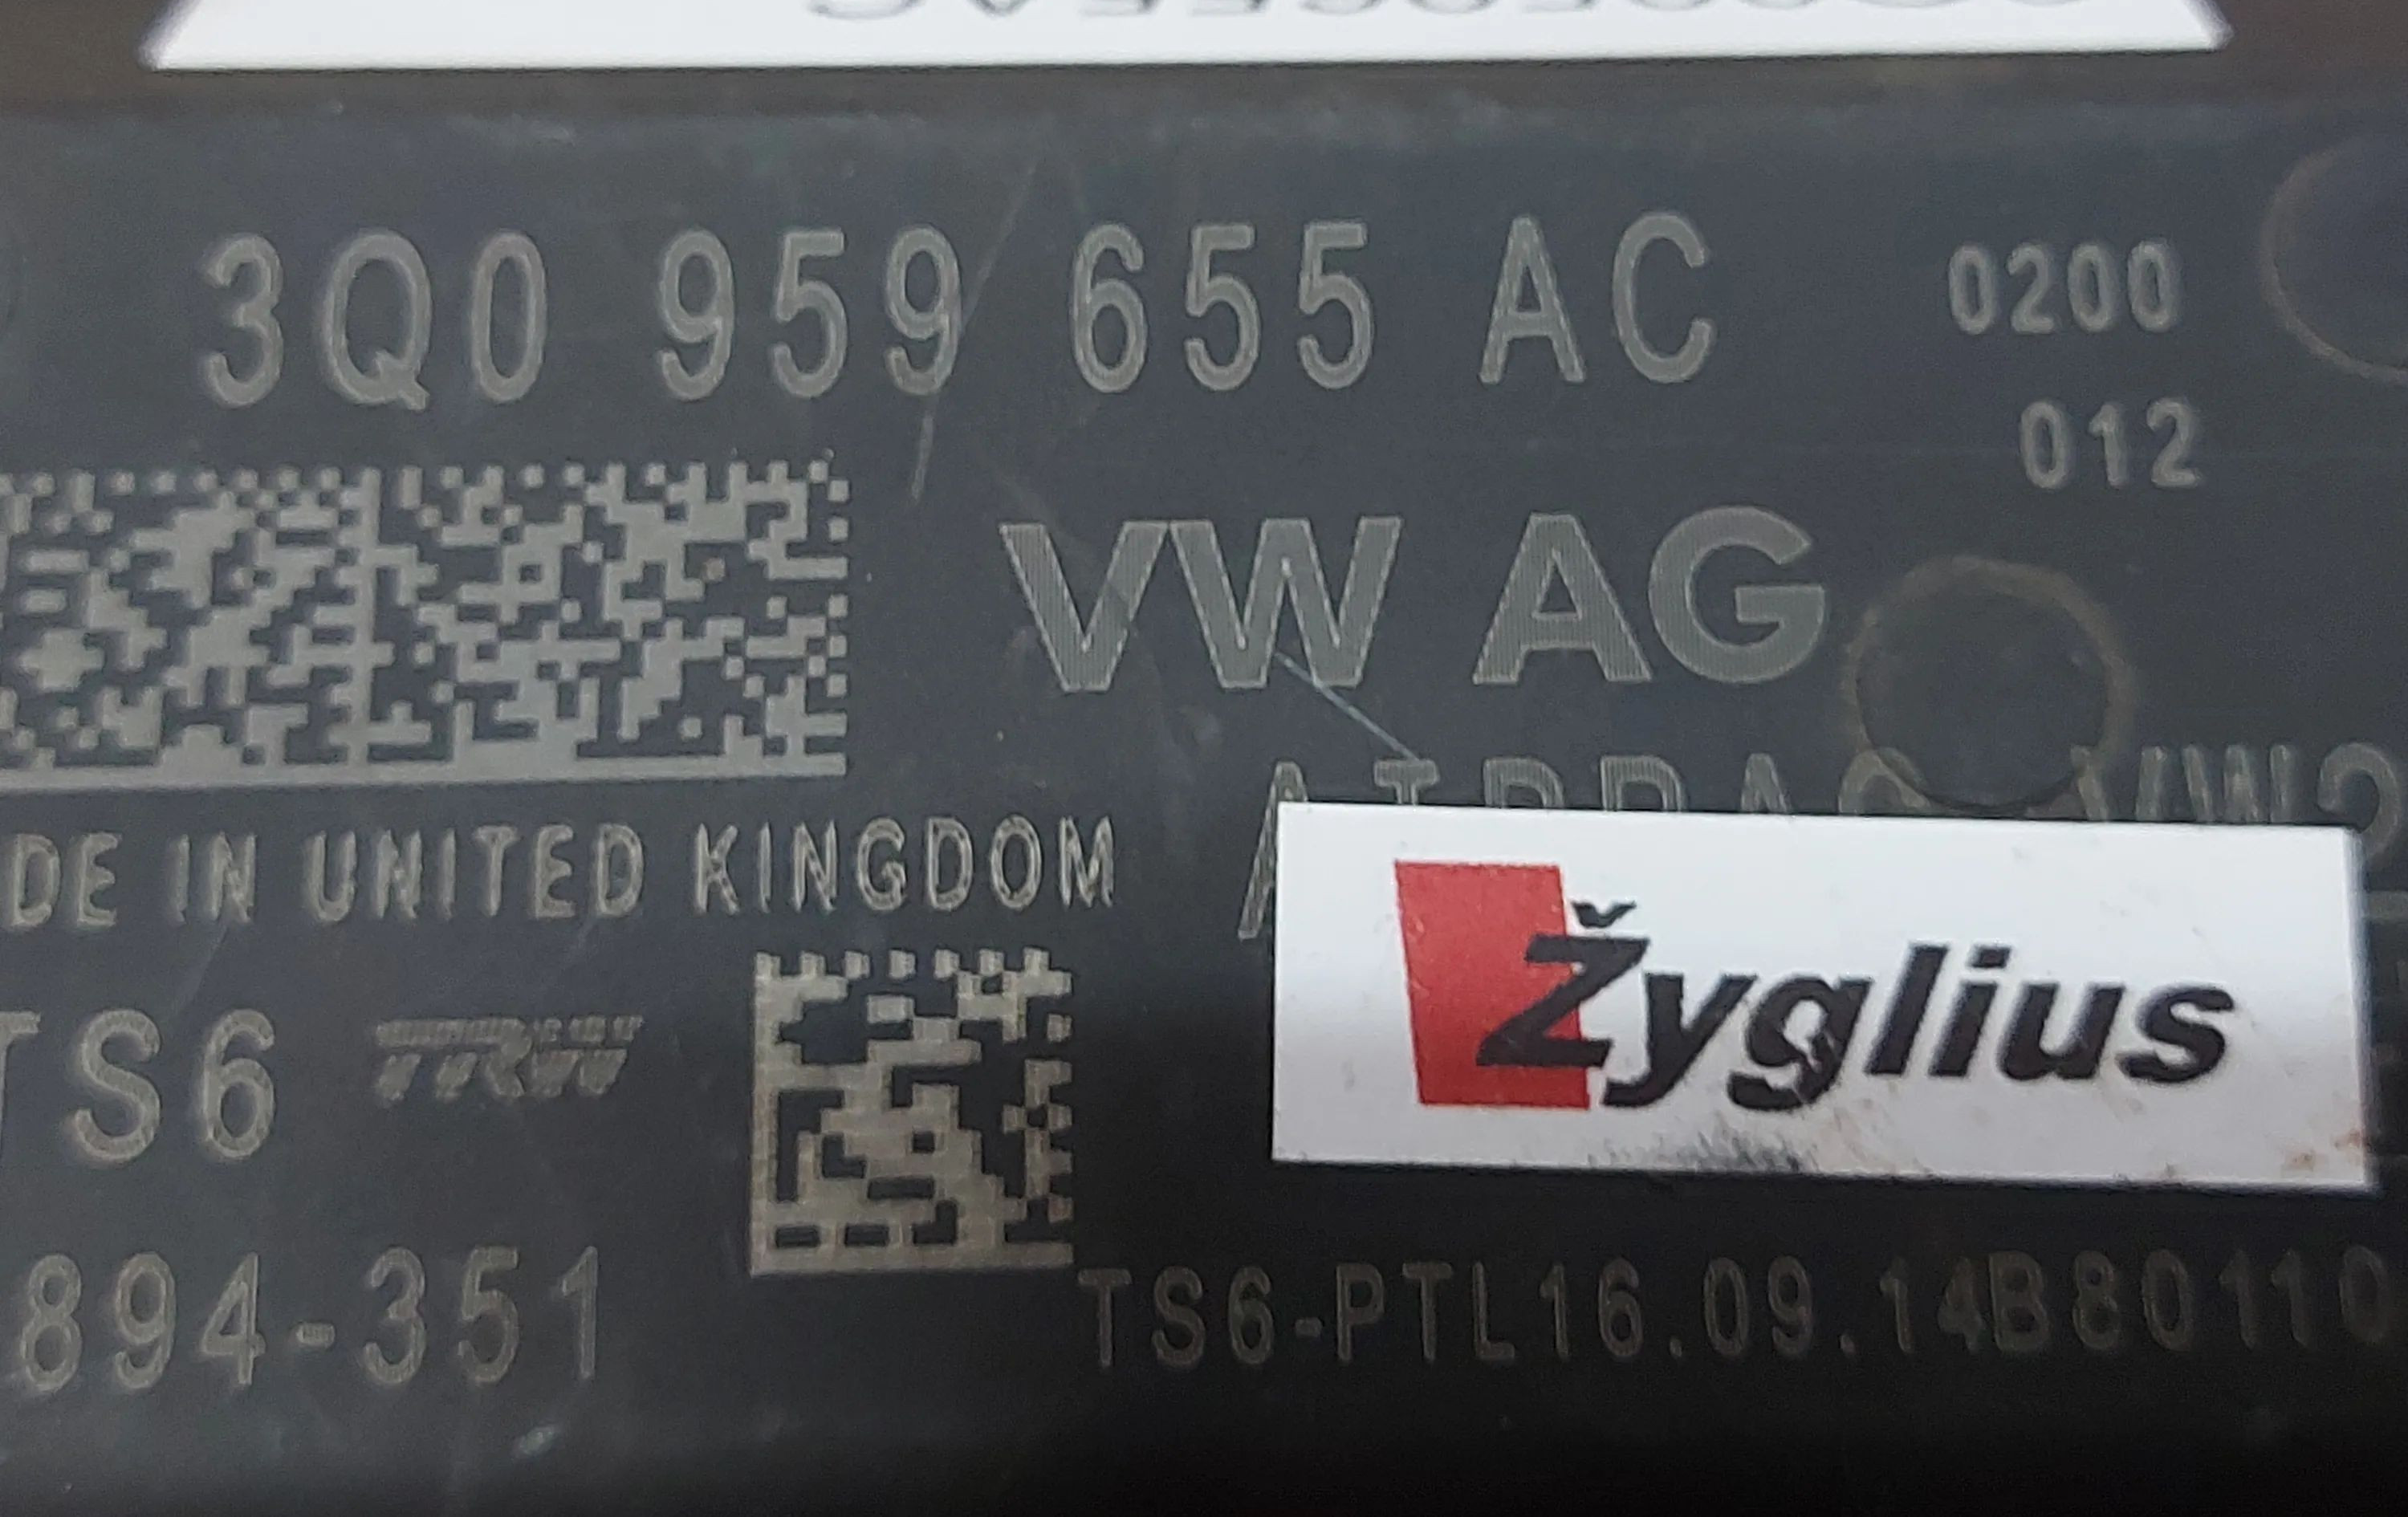 3Q0 959 655 AC 0200
012
VW AG
DE IN UNITED KINGDOM
TS6 TRW
Žyglius
894-351
TS6-PTL16.09.14B80110